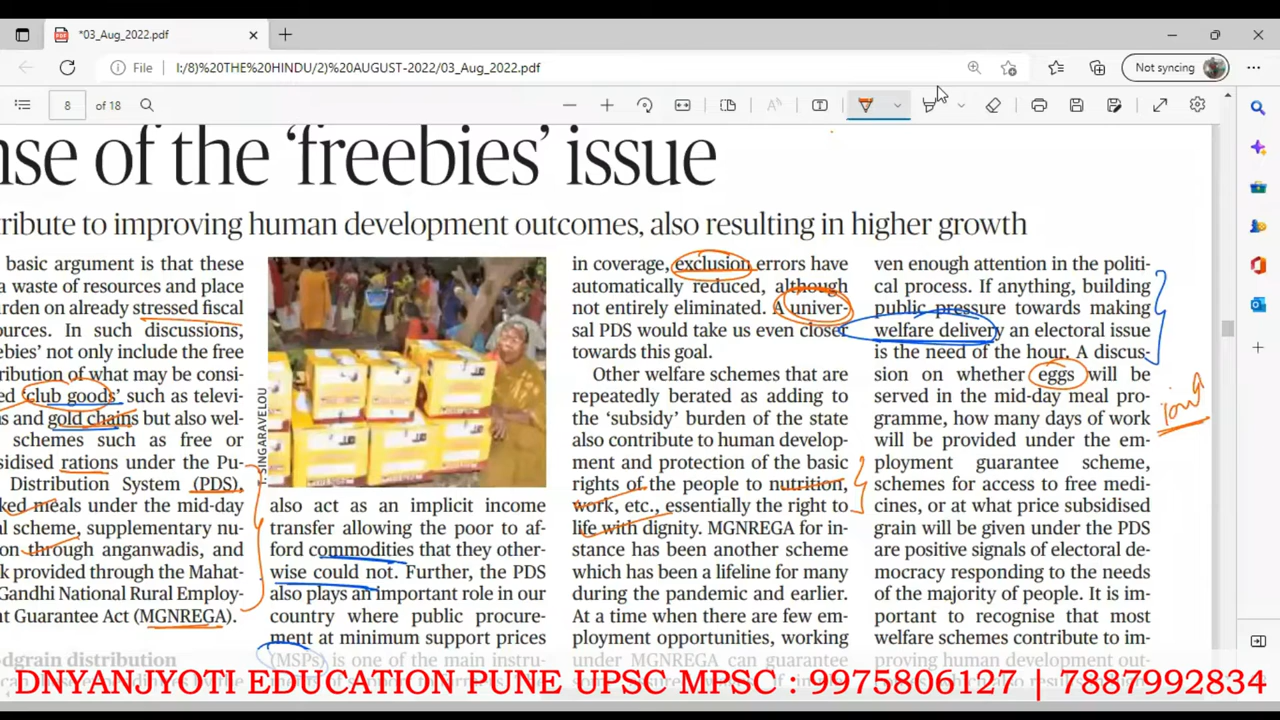 *03_Aug_2022.pdf
File
I:/8)%20THE%20HINDU/2)%20AUGUST-2022/03_Aug_2022.pdf
Not syncing
8 of 18
nse of the ‘freebies’ issue
tribute to improving human development outcomes, also resulting in higher growth
basic argument is that these
a waste of resources and place
urden on already stressed fiscal
ources. In such discussions,
eebies’ not only include the free
ribution of what may be consi-
ed ‘club goods’ such as televi-
ns and gold chains but also wel-
schemes such as free or
sidised rations under the Pu-
Distribution System (PDS),
ked meals under the mid-day
al scheme, supplementary nu-
on through anganwadis, and
k provided through the Mahat-
Gandhi National Rural Employ-
nt Guarantee Act (MGNREGA).
dgrain distribution
T. SINGARAVELOU
also act as an implicit income
transfer allowing the poor to af-
ford commodities that they other-
wise could not. Further, the PDS
also plays an important role in our
country where public procure-
ment at minimum support prices
(MSPs) is one of the main instru-
in coverage, exclusion errors have
automatically reduced, although
not entirely eliminated. A univer-
sal PDS would take us even closer
towards this goal.
Other welfare schemes that are
repeatedly berated as adding to
the ‘subsidy’ burden of the state
also contribute to human develop-
ment and protection of the basic
rights of the people to nutrition,
work, etc., essentially the right to
life with dignity. MGNREGA for in-
stance has been another scheme
which has been a lifeline for many
during the pandemic and earlier.
At a time when there are few em-
ployment opportunities, working
under MGNREGA can guarantee
ven enough attention in the politi-
cal process. If anything, building
public pressure towards making
welfare delivery an electoral issue
is the need of the hour. A discus-
sion on whether eggs will be
served in the mid-day meal pro-
gramme, how many days of work
will be provided under the em-
ployment guarantee scheme,
schemes for access to free medi-
cines, or at what price subsidised
grain will be given under the PDS
are positive signals of electoral de-
mocracy responding to the needs
of the majority of people. It is im-
portant to recognise that most
welfare schemes contribute to im-
proving human development out-
DNYANJYOTI EDUCATION PUNE UPSC MPSC : 9975806127 | 7887992834